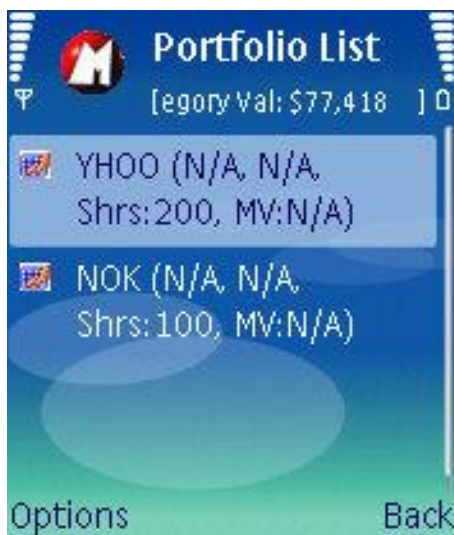 Portfolio List
[egory Val: $77,418 ]
YHOO (N/A, N/A,
Shrs:200, MV:N/A)
NOK (N/A, N/A,
Shrs:100, MV:N/A)
Options Back